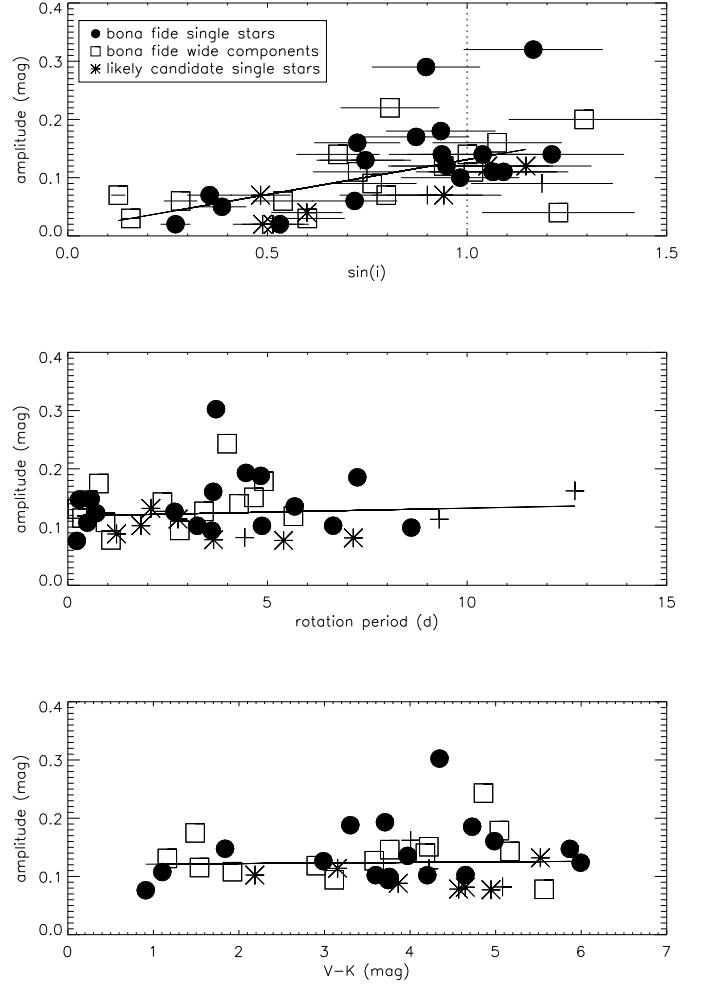 0.4
0.3
0.2
0.1
0.0
amplitude (mag)
bona fide single stars
bona fide wide components
likely candidate single stars
0.0 0.5 1.0 1.5
sin(i)
0.4
0.3
0.2
0.1
0.0
amplitude (mag)
0 5 10 15
rotation period (d)
0.4
0.3
0.2
0.1
0.0
amplitude (mag)
0 1 2 3 4 5 6 7
V−K (mag)